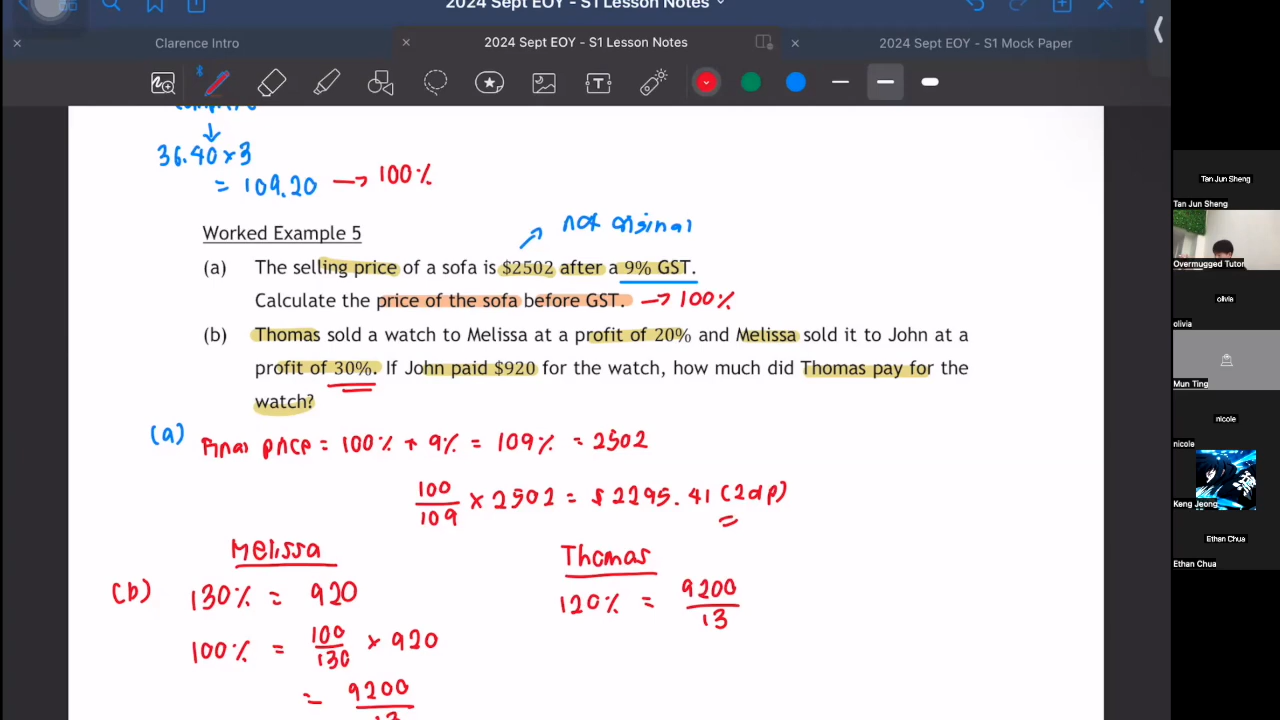 2024 Sept EOY - S1 Lesson Notes
Clarence Intro
2024 Sept EOY - S1 Lesson Notes
2024 Sept EOY - S1 Mock Paper
36.40 × 3
= 109.20 → 100%
Worked Example 5
not original
(a) The selling price of a sofa is $2502 after a 9% GST.
Calculate the price of the sofa before GST. → 100%
(b) Thomas sold a watch to Melissa at a profit of 20% and Melissa sold it to John at a
profit of 30%. If John paid $920 for the watch, how much did Thomas pay for the
watch?
(a) Final price = 100% + 9% = 109% = 2502
100/109 × 2502 = $2295.41 (2dp)
Melissa
(b) 130% = 920
100% = 100/130 × 920
= 9200/13
Thomas
120% = 9200/13
Tan Jun Sheng
Tan Jun Sheng
Overmugged Tutor
olivia
olivia
Mun Ting
nicole
nicole
Keng Jeong
Ethan Chua
Ethan Chua